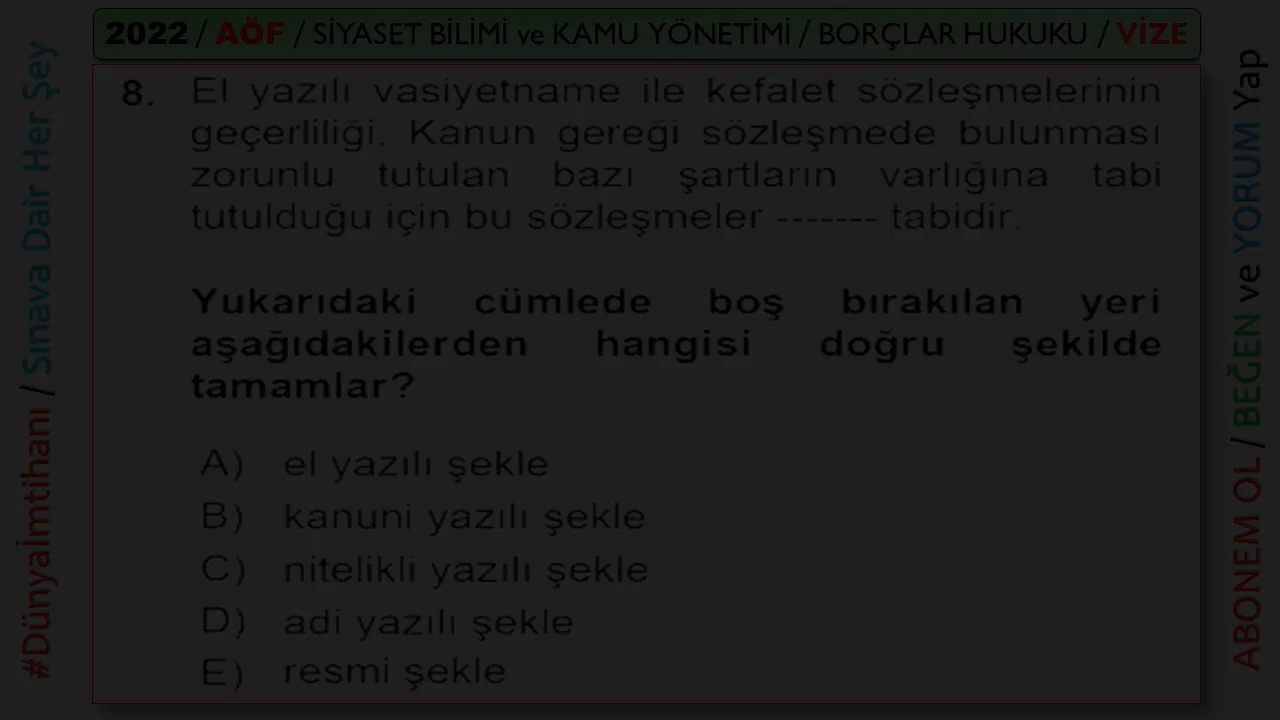 2022 / AÖF / SİYASET BİLİMİ ve KAMU YÖNETİMİ / BORÇLAR HUKUKU / VİZE
#Dünyaİmtihanı / Sınava Dair Her Şey
8. El yazılı vasiyetname ile kefalet sözleşmelerinin
geçerliliği, Kanun gereği sözleşmede bulunması
zorunlu tutulan bazı şartların varlığına tabi
tutulduğu için bu sözleşmeler ------- tabidir.
Yukarıdaki cümlede boş bırakılan yeri
aşağıdakilerden hangisi doğru şekilde
tamamlar?
A) el yazılı şekle
B) kanuni yazılı şekle
C) nitelikli yazılı şekle
D) adi yazılı şekle
E) resmi şekle
ABONEM OL / BEĞEN ve YORUM Yap